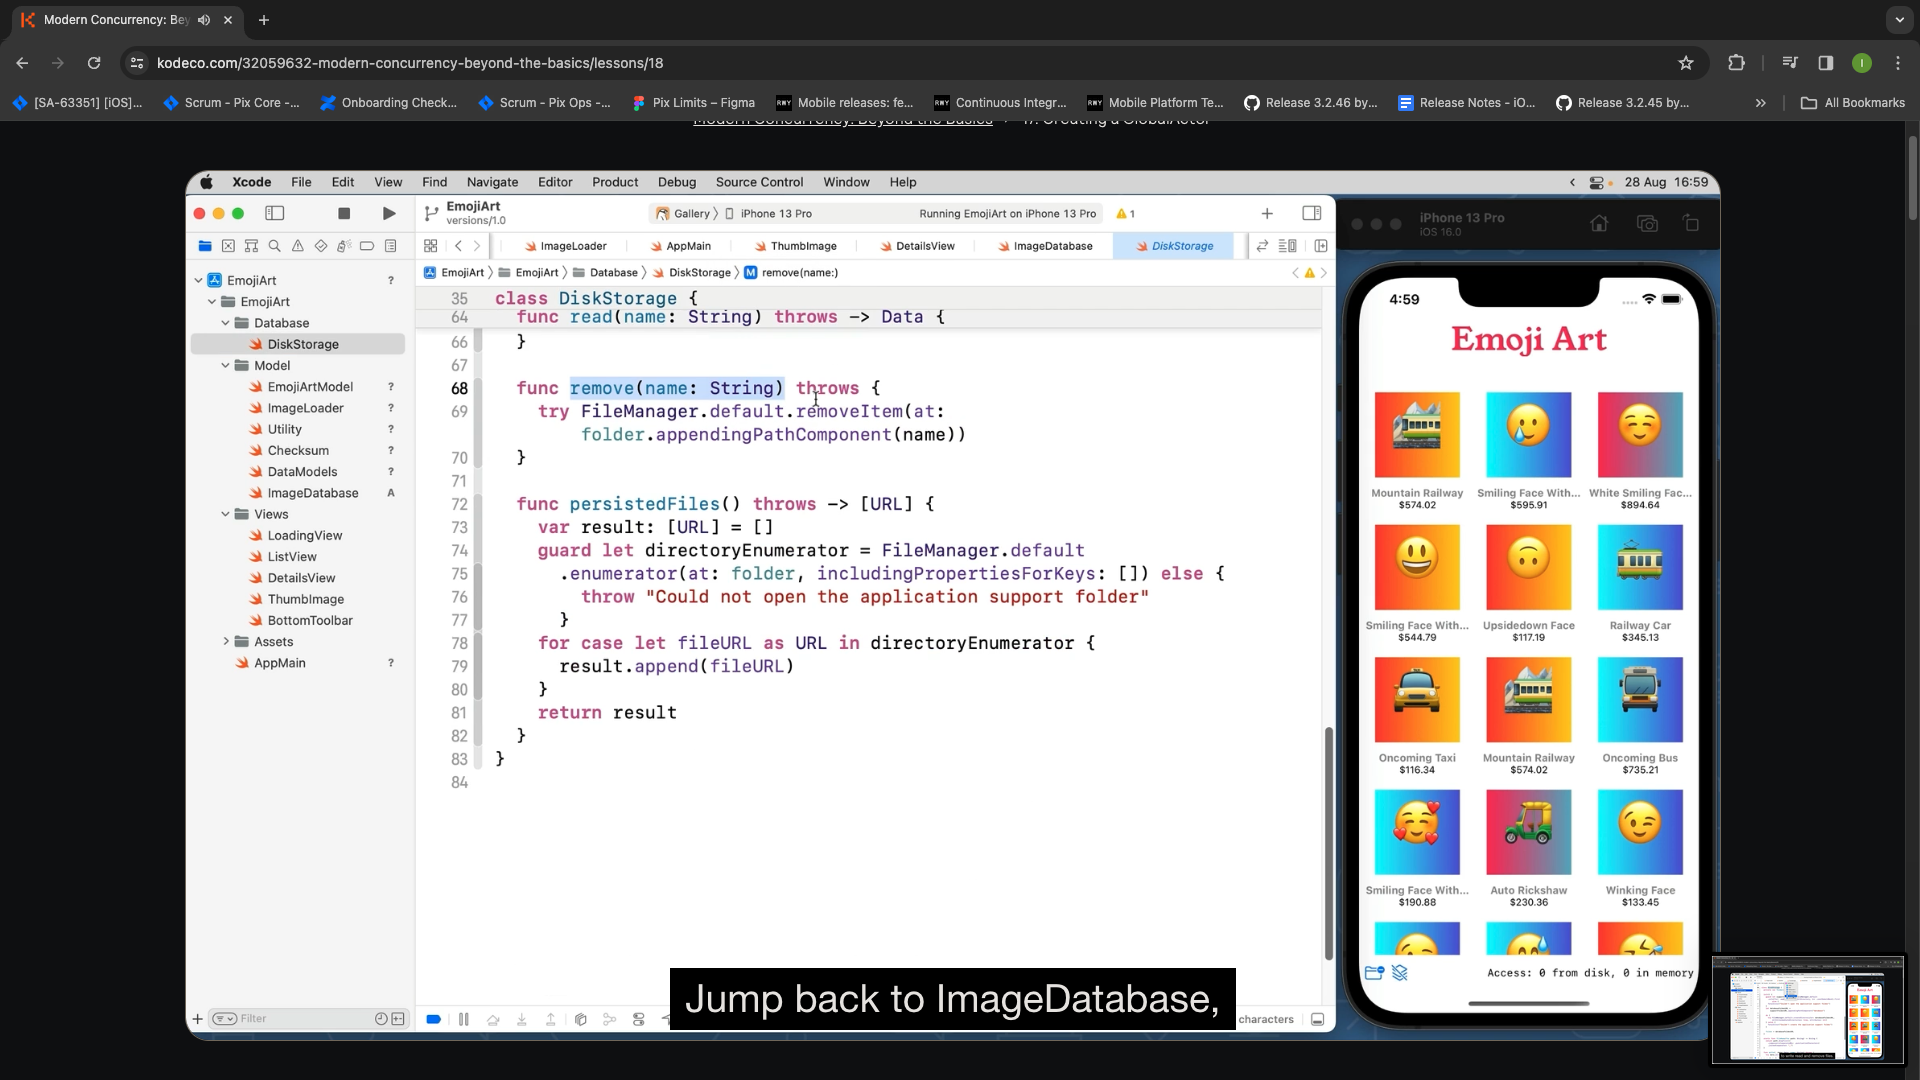 Modern Concurrency: Bey
kodeco.com/32059632-modern-concurrency-beyond-the-basics/lessons/18
I
[SA-63351] [iOS]...
Scrum - Pix Core -...
Onboarding Check...
Scrum - Pix Ops -...
Pix Limits – Figma
Mobile releases: fe...
Continuous Integr...
Mobile Platform Te...
Release 3.2.46 by...
Release Notes - iO...
Release 3.2.45 by...
All Bookmarks
Modern Concurrency: Beyond the Basics
17. Creating a GlobalActor
Xcode File Edit View Find Navigate Editor Product Debug Source Control Window Help
28 Aug 16:59
EmojiArt
versions/1.0
Gallery
iPhone 13 Pro
Running EmojiArt on iPhone 13 Pro
1
iPhone 13 Pro
iOS 16.0
ImageLoader
AppMain
ThumbImage
DetailsView
ImageDatabase
DiskStorage
EmojiArt
EmojiArt
Database
DiskStorage
M remove(name:)
EmojiArt ?
EmojiArt
Database
DiskStorage
Model
EmojiArtModel ?
ImageLoader ?
Utility ?
Checksum ?
DataModels ?
ImageDatabase A
Views
LoadingView
ListView
DetailsView
ThumbImage
BottomToolbar
Assets
AppMain ?
Filter
35 class DiskStorage {
64 func read(name: String) throws -> Data {
66 }
67
68 func remove(name: String) throws {
69 try FileManager.default.removeItem(at:
folder.appendingPathComponent(name))
70 }
71
72 func persistedFiles() throws -> [URL] {
73 var result: [URL] = []
74 guard let directoryEnumerator = FileManager.default
75 .enumerator(at: folder, includingPropertiesForKeys: []) else {
76 throw "Could not open the application support folder"
77 }
78 for case let fileURL as URL in directoryEnumerator {
79 result.append(fileURL)
80 }
81 return result
82 }
83 }
84
characters
4:59
Emoji Art
Mountain Railway
$574.02
Smiling Face With...
$595.91
White Smiling Fac...
$894.64
Smiling Face With...
$544.79
Upsidedown Face
$117.19
Railway Car
$345.13
Oncoming Taxi
$116.34
Mountain Railway
$574.02
Oncoming Bus
$735.21
Smiling Face With...
$190.88
Auto Rickshaw
$230.36
Winking Face
$133.45
Access: 0 from disk, 0 in memory
Jump back to ImageDatabase,